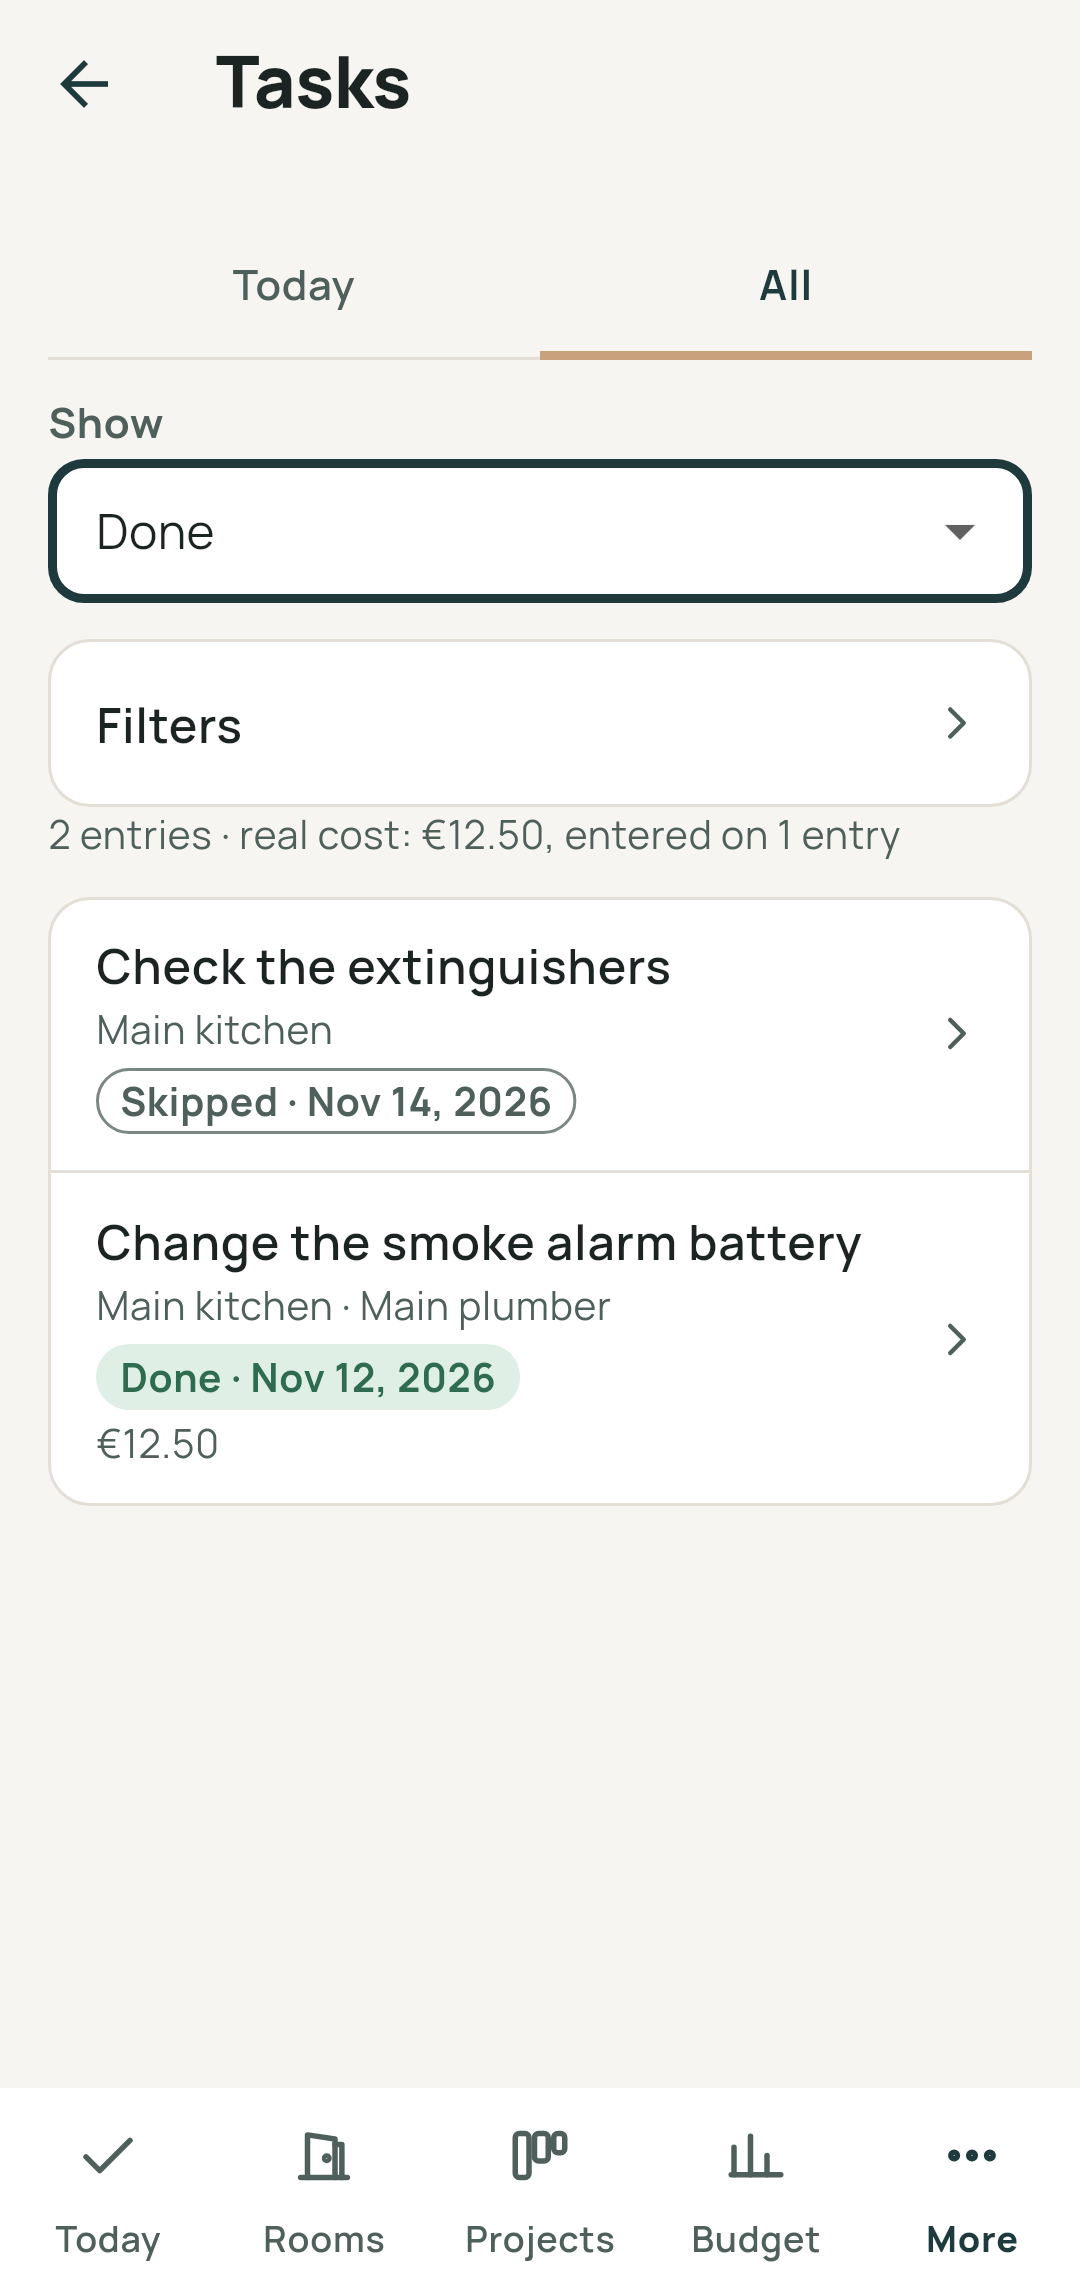 Tasks
Today
All
Show
Done
Filters
2 entries · real cost: €12.50, entered on 1 entry
Check the extinguishers
Main kitchen
Skipped · Nov 14, 2026
Change the smoke alarm battery
Main kitchen · Main plumber
Done · Nov 12, 2026
€12.50
Today
Rooms
Projects
Budget
More